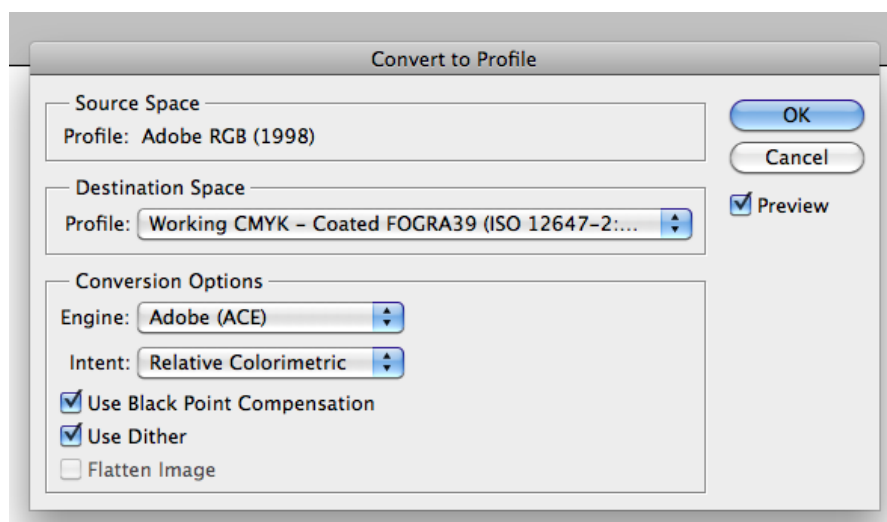 Convert to Profile
Source Space
Profile: Adobe RGB (1998)
OK
Cancel
Preview
Destination Space
Profile: Working CMYK – Coated FOGRA39 (ISO 12647–2:...
Conversion Options
Engine: Adobe (ACE)
Intent: Relative Colorimetric
Use Black Point Compensation
Use Dither
Flatten Image